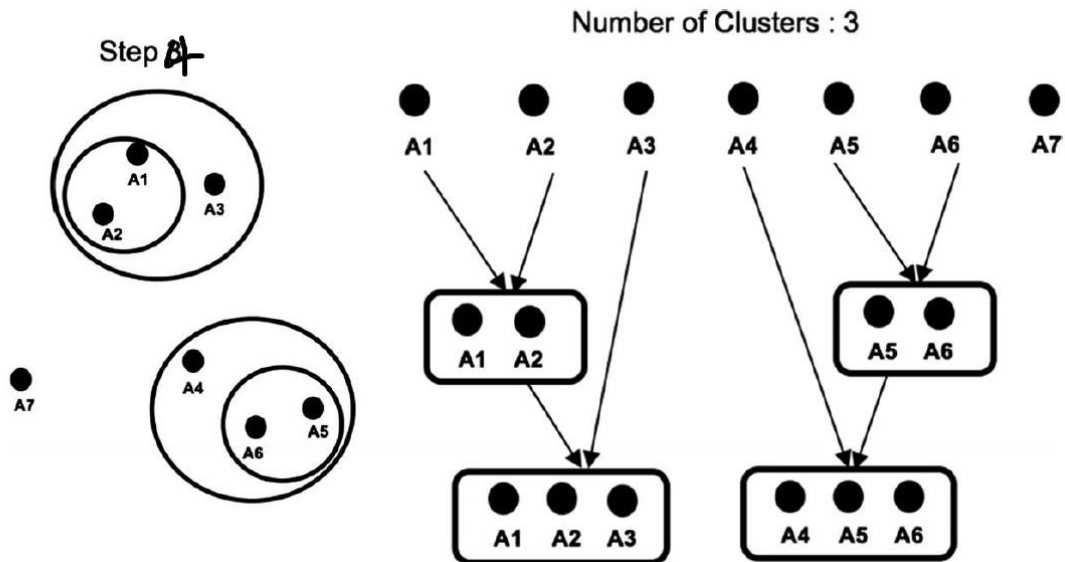 Number of Clusters : 3
Step 4
A1 A2 A3 A4 A5 A6 A7
A1
A2
A3
A1 A2
A5 A6
A4
A7
A6
A5
A1 A2 A3
A4 A5 A6